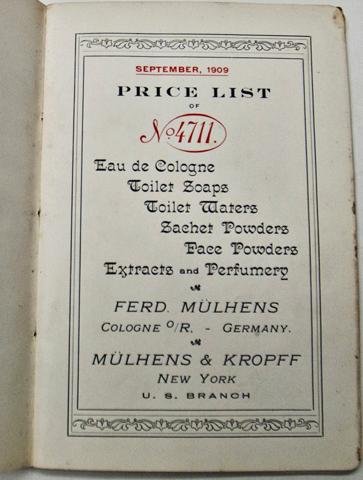 SEPTEMBER, 1909
PRICE LIST
OF
No. 4711.
Eau de Cologne
Toilet Soaps
Toilet Waters
Sachet Powders
Face Powders
Extracts and Perfumery
FERD. MÜLHENS
COLOGNE O/R. - GERMANY.
MÜLHENS & KROPFF
NEW YORK
U. S. BRANCH